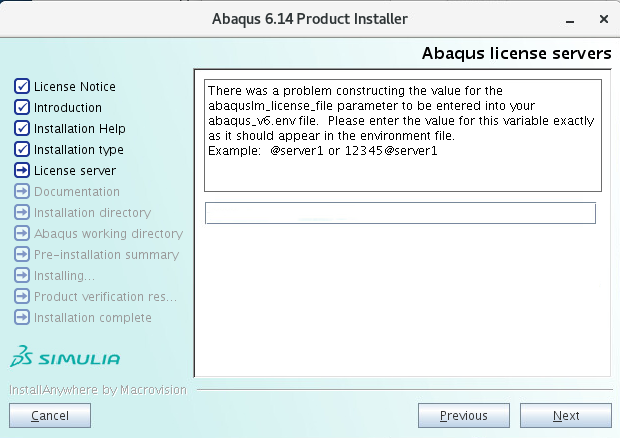 Abaqus 6.14 Product Installer
Abaqus license servers
License Notice
Introduction
Installation Help
Installation type
License server
Documentation
Installation directory
Abaqus working directory
Pre-installation summary
Installing...
Product verification res...
Installation complete
There was a problem constructing the value for the
abaquslm_license_file parameter to be entered into your
abaqus_v6.env file.  Please enter the value for this variable exactly
as it should appear in the environment file.
Example:  @server1 or 12345@server1
SIMULIA
InstallAnywhere by Macrovision
Cancel
Previous
Next